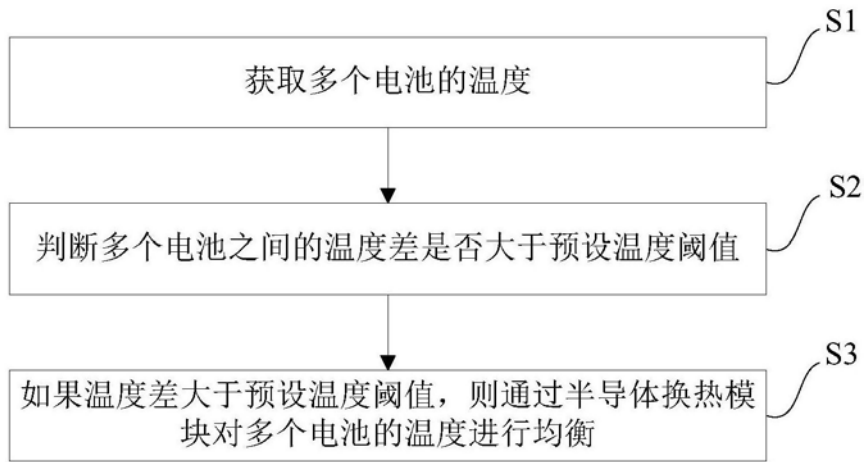 S1
获取多个电池的温度
S2
判断多个电池之间的温度差是否大于预设温度阈值
S3
如果温度差大于预设温度阈值，则通过半导体换热模
块对多个电池的温度进行均衡